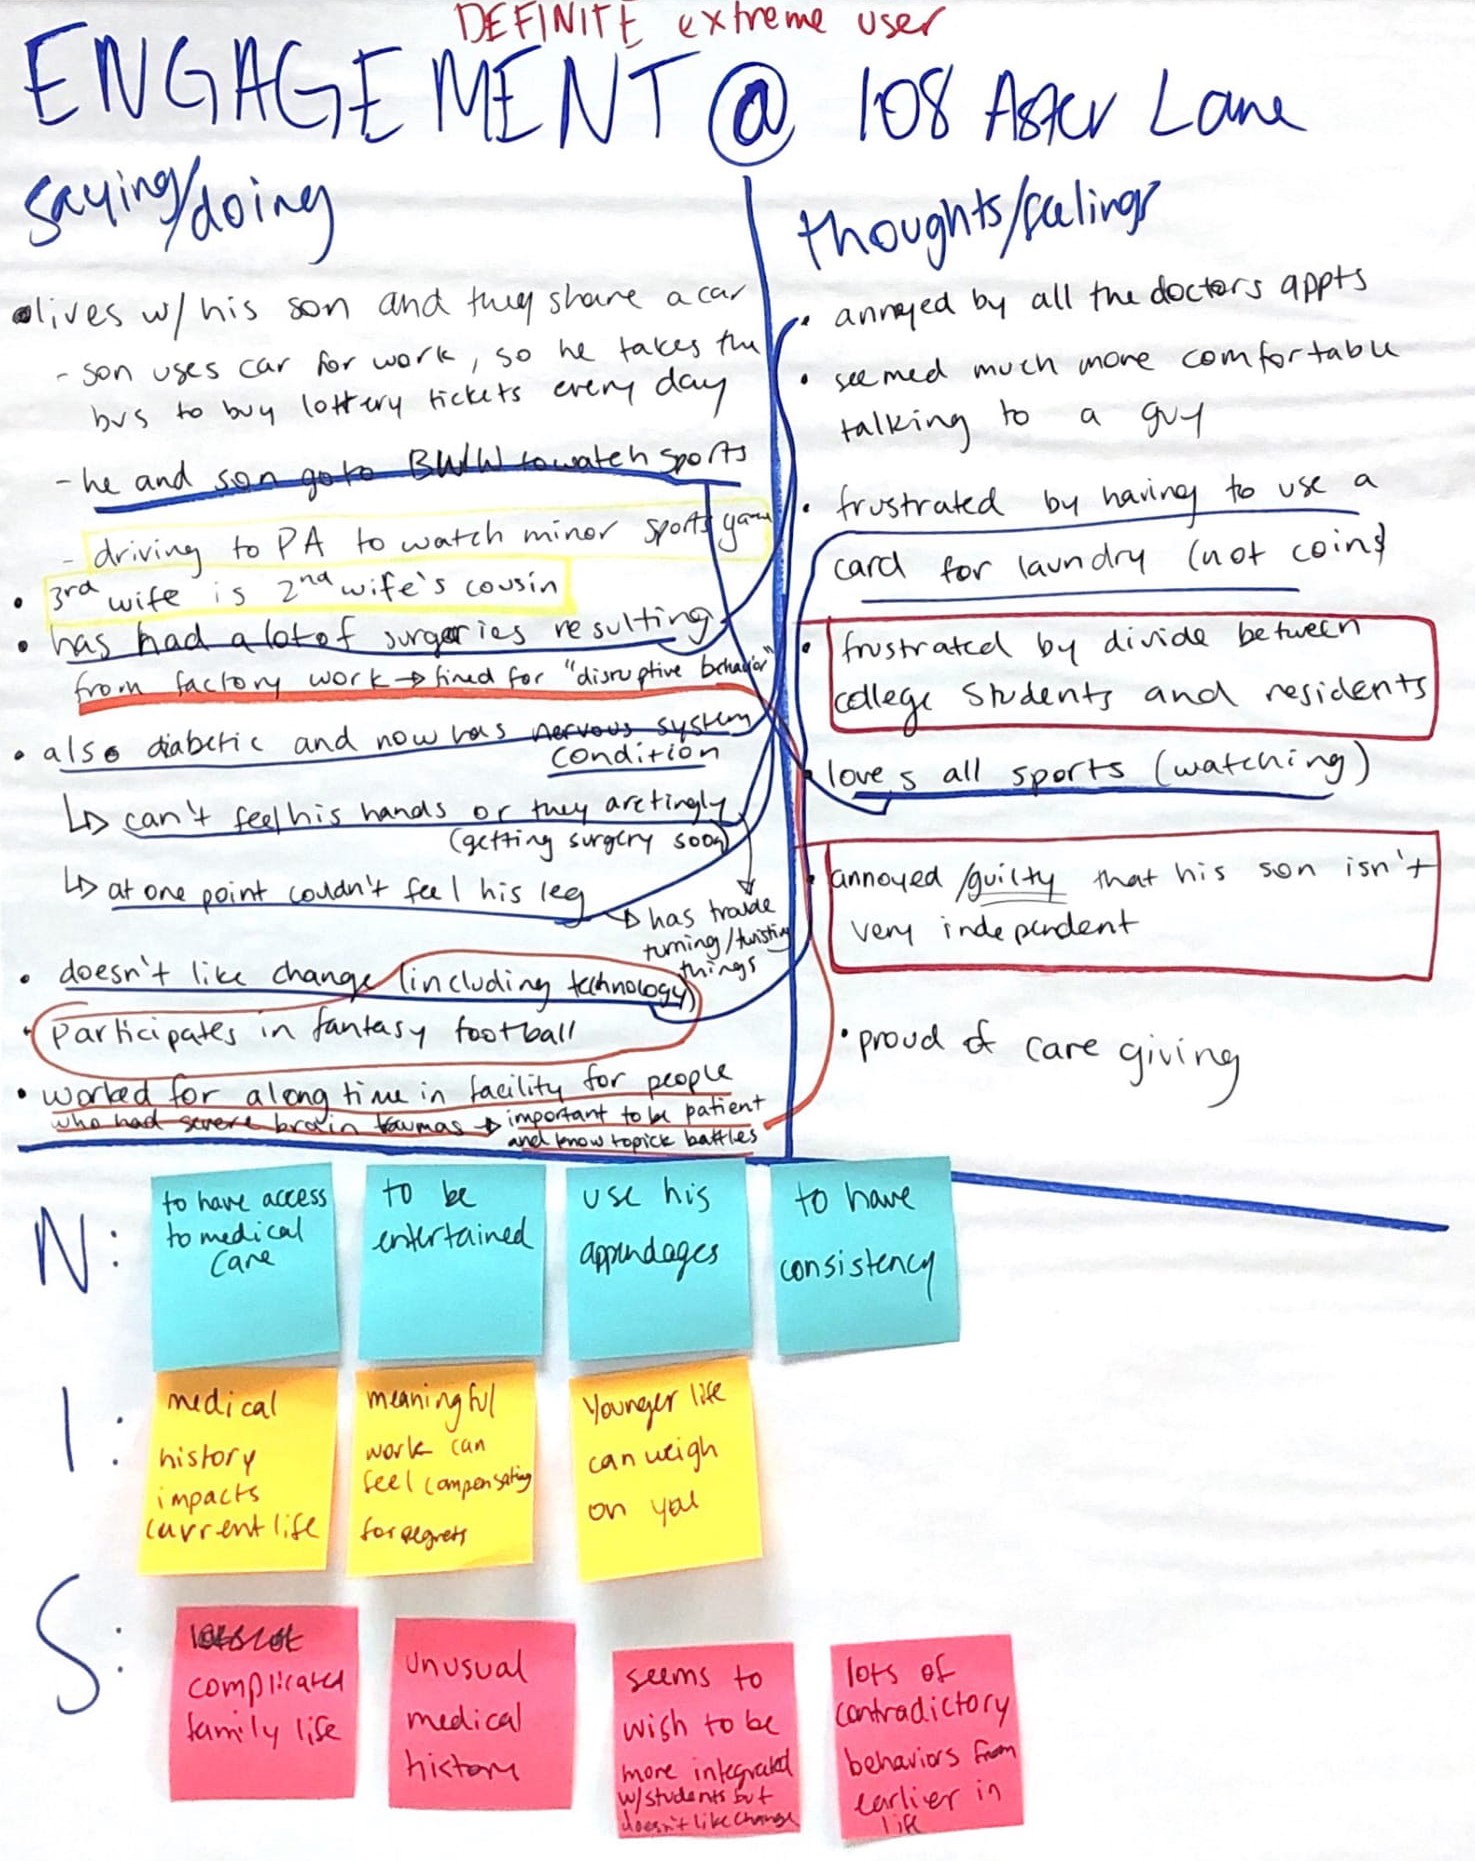 DEFINITE extreme user
ENGAGEMENT @ 108 Aster Lane
saying/doing
• lives w/ his son and they share a car
- son uses car for work, so he takes the
bus to buy lottery tickets every day
- he and son go to BWW to watch sports
- driving to PA to watch minor sports game
• 3rd wife is 2nd wife's cousin
• has had a lot of surgeries resulting
from factory work → fired for "disruptive behavior"
• also diabetic and now has nervous system
condition
↳ can't feel his hands or they are tingly
(getting surgery soon)
↳ at one point couldn't feel his leg
↳ has trouble
turning/twisting
things
• doesn't like change (including technology)
• Participates in fantasy football
• worked for a long time in facility for people
who had severe brain traumas → important to be patient
and know to pick battles
thoughts/feelings
• annoyed by all the doctors appts
• seemed much more comfortable
talking to a guy
• frustrated by having to use a
card for laundry (not coins)
• frustrated by divide between
college students and residents
• loves all sports (watching)
• annoyed/guilty that his son isn't
very independent
• proud of care giving
N:
to have access
to medical
care
to be
entertained
use his
appendages
to have
consistency
I:
medical
history
impacts
current life
meaningful
work can
feel compensating
for regrets
Younger life
can weigh
on you
S:
complicated
family life
unusual
medical
history
seems to
wish to be
more integrated
w/students but
doesn't like change
lots of
contradictory
behaviors from
earlier in
life